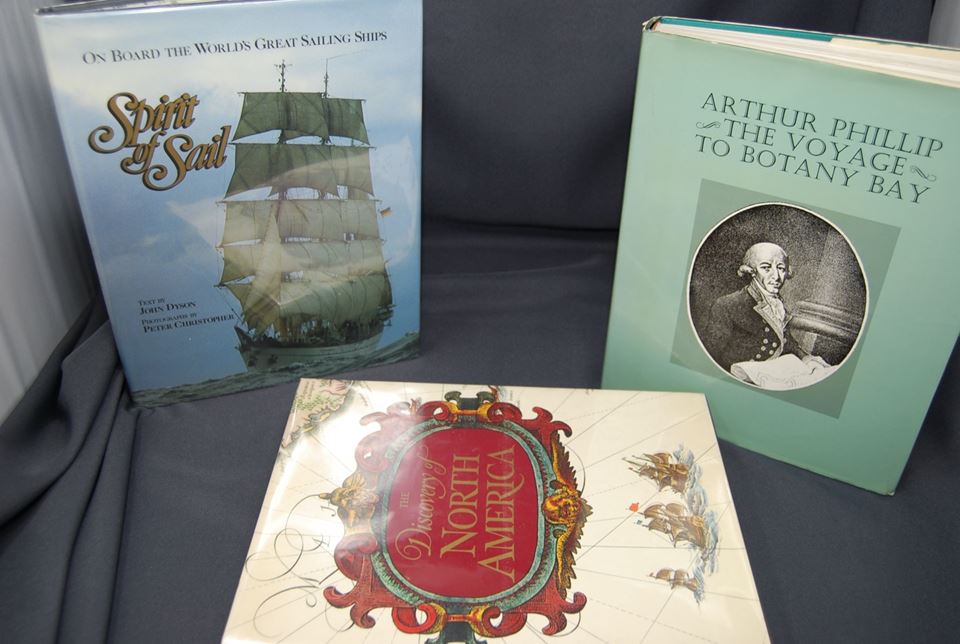 On Board the World's Great Sailing Ships
Spirit
of Sail
Text by
John Dyson
Photographs by
Peter Christopher
ARTHUR PHILLIP
THE VOYAGE
TO BOTANY BAY
THE
Discovery of
NORTH
AMERICA